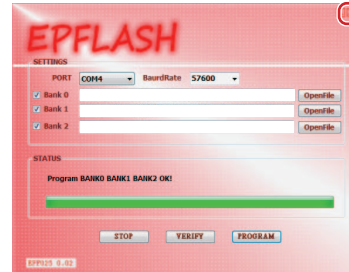 EPFLASH
SETTINGS
PORT COM4 BaurdRate 57600
Bank 0 OpenFile
Bank 1 OpenFile
Bank 2 OpenFile
STATUS
Program BANK0 BANK1 BANK2 OK!
STOP VERIFY PROGRAM
EPF025 0.02